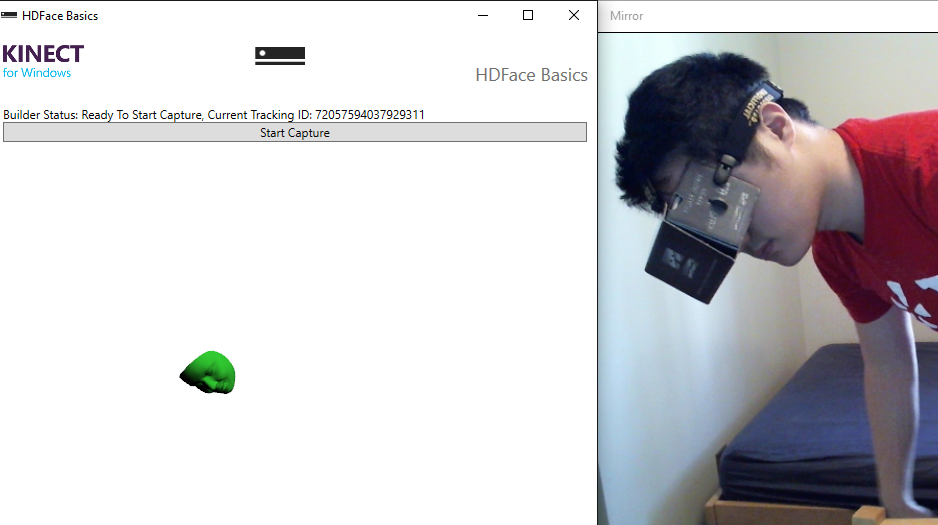 HDFace Basics
KINECT
for Windows
HDFace Basics
Builder Status: Ready To Start Capture, Current Tracking ID: 72057594037929311
Start Capture
Mirror